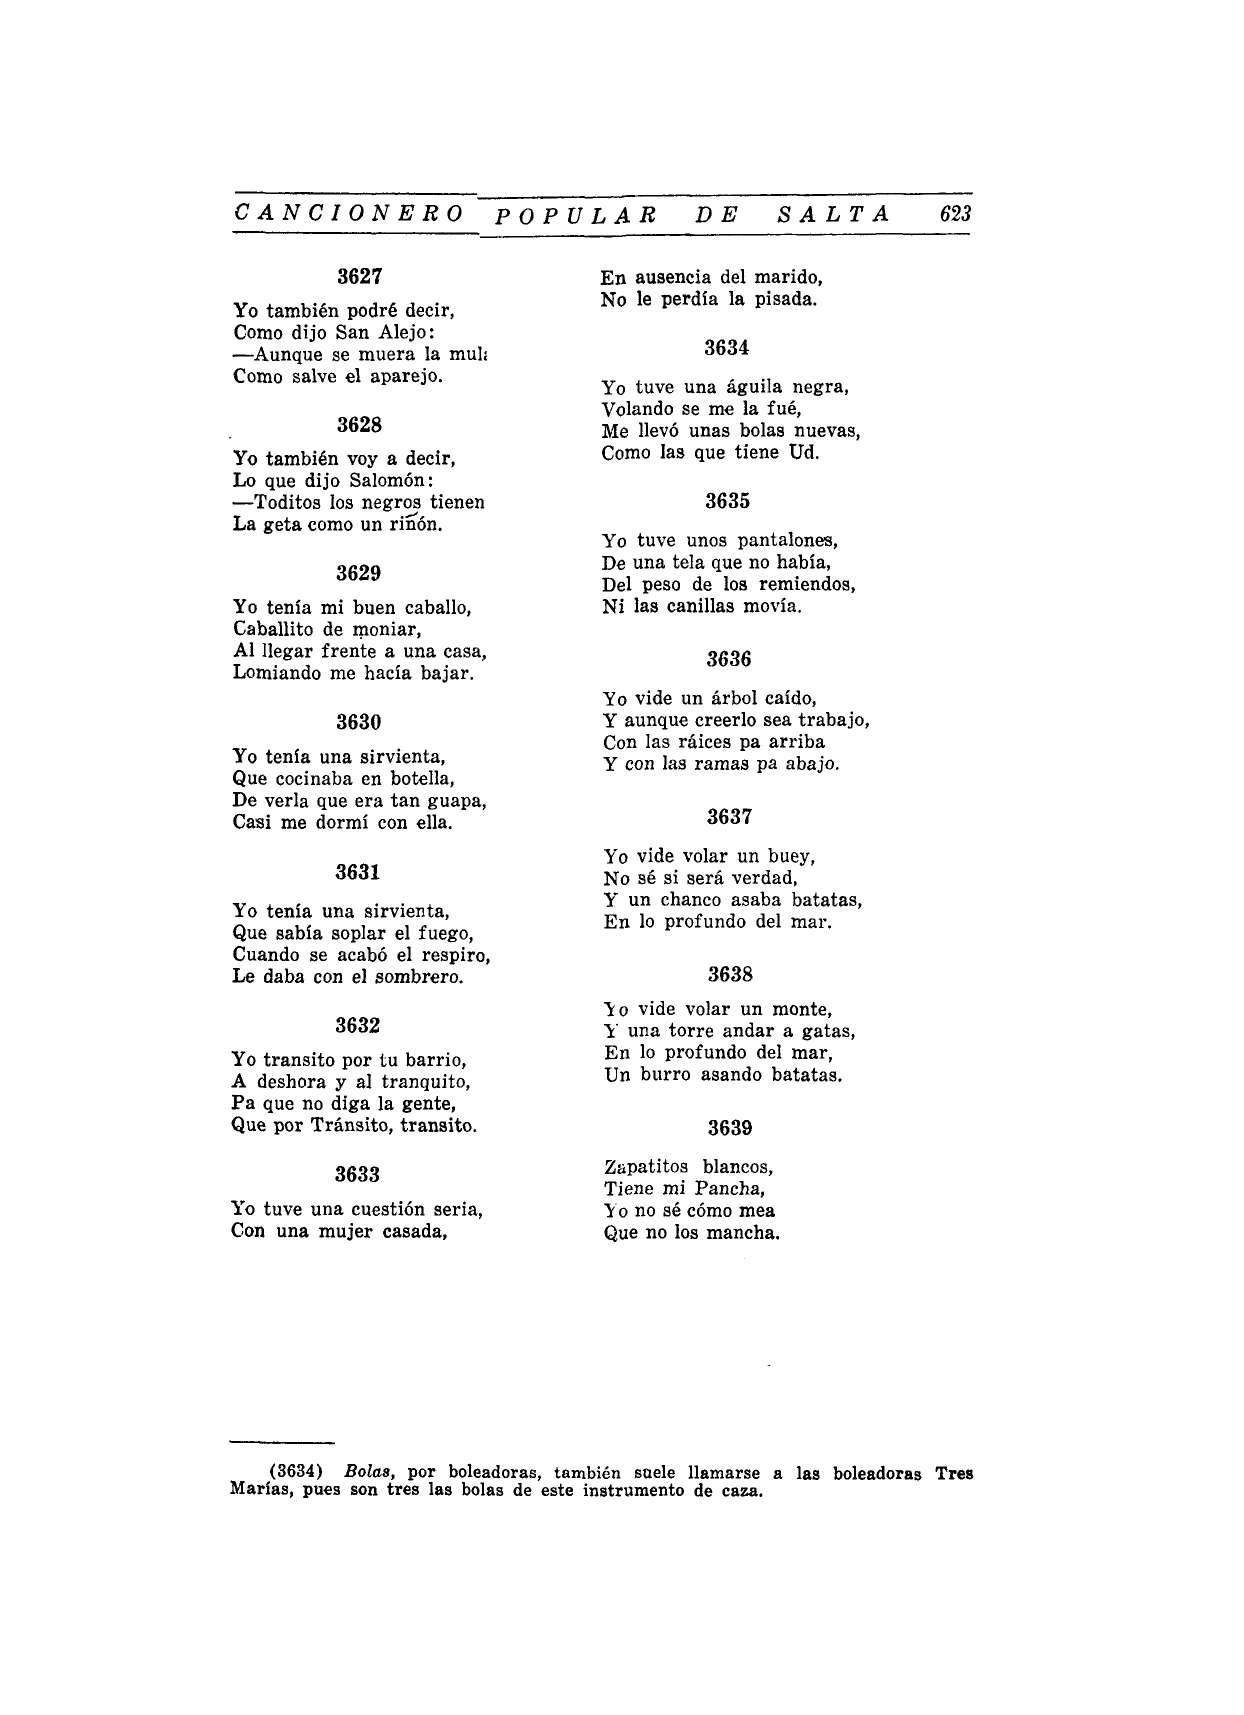 CANCIONERO POPULAR DE SALTA 623
3627
Yo también podré decir,
Como dijo San Alejo:
—Aunque se muera la mula
Como salve el aparejo.
3628
Yo también voy a decir,
Lo que dijo Salomón:
—Toditos los negros tienen
La geta como un riñón.
3629
Yo tenía mi buen caballo,
Caballito de moniar,
Al llegar frente a una casa,
Lomiando me hacía bajar.
3630
Yo tenía una sirvienta,
Que cocinaba en botella,
De verla que era tan guapa,
Casi me dormí con ella.
3631
Yo tenía una sirvienta,
Que sabía soplar el fuego,
Cuando se acabó el respiro,
Le daba con el sombrero.
3632
Yo transito por tu barrio,
A deshora y al tranquito,
Pa que no diga la gente,
Que por Tránsito, transito.
3633
Yo tuve una cuestión seria,
Con una mujer casada,
En ausencia del marido,
No le perdía la pisada.
3634
Yo tuve una águila negra,
Volando se me la fué,
Me llevó unas bolas nuevas,
Como las que tiene Ud.
3635
Yo tuve unos pantalones,
De una tela que no había,
Del peso de los remiendos,
Ni las canillas movía.
3636
Yo vide un árbol caído,
Y aunque creerlo sea trabajo,
Con las ráices pa arriba
Y con las ramas pa abajo.
3637
Yo vide volar un buey,
No sé si será verdad,
Y un chanco asaba batatas,
En lo profundo del mar.
3638
Yo vide volar un monte,
Y una torre andar a gatas,
En lo profundo del mar,
Un burro asando batatas.
3639
Zapatitos blancos,
Tiene mi Pancha,
Yo no sé cómo mea
Que no los mancha.
(3634) Bolas, por boleadoras, también suele llamarse a las boleadoras Tres
Marías, pues son tres las bolas de este instrumento de caza.